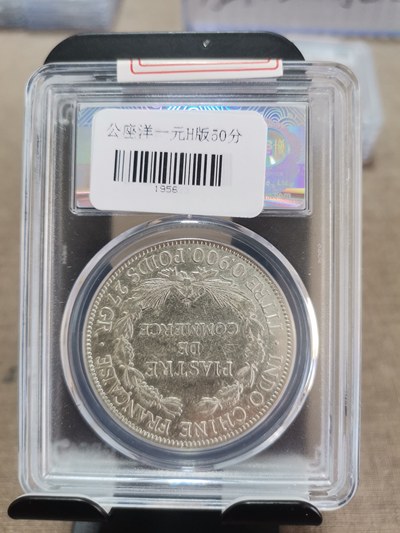 公座洋一元H版50分
1956
TITRE 0,900. POIDS 27 GR.
INDO-CHINE FRANÇAISE
PIASTRE
DE
COMMERCE